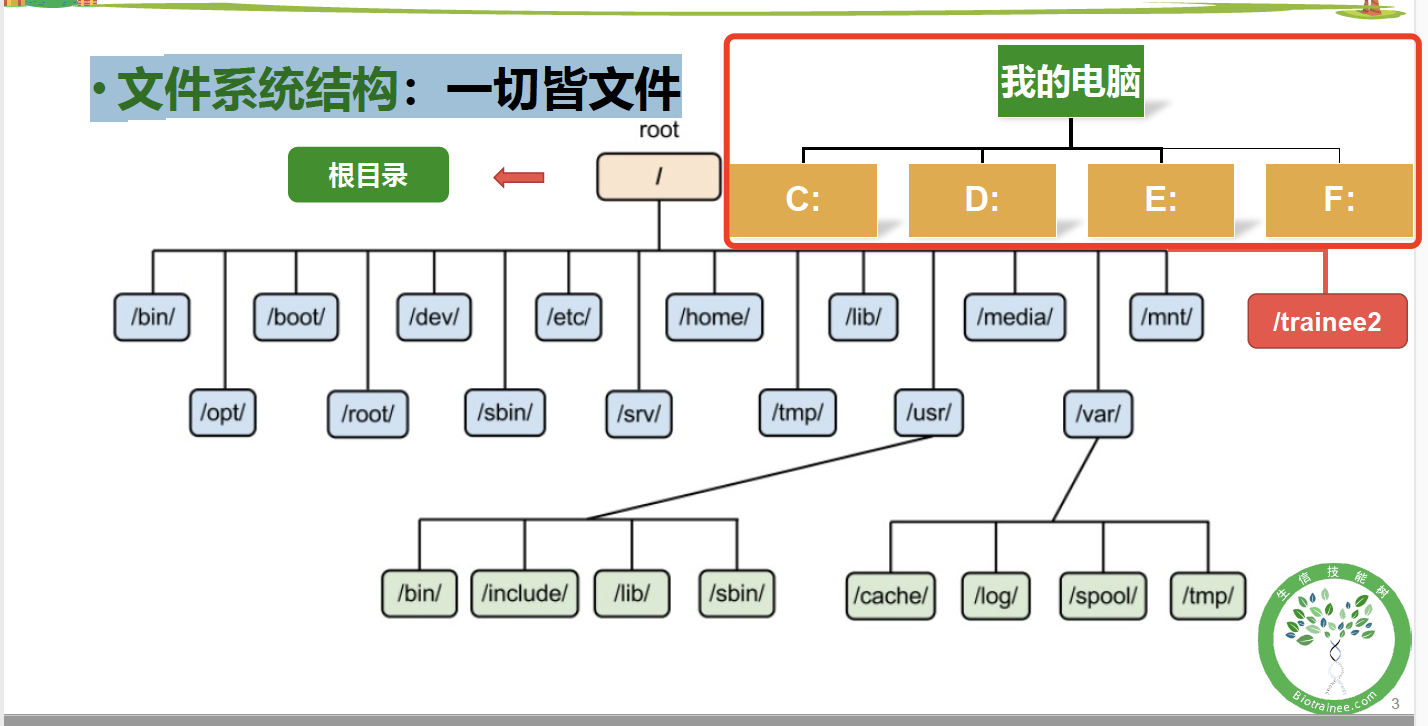 • 文件系统结构：一切皆文件
我的电脑
root
根目录
/
C:
D:
E:
F:
/bin/
/boot/
/dev/
/etc/
/home/
/lib/
/media/
/mnt/
/trainee2
/opt/
/root/
/sbin/
/srv/
/tmp/
/usr/
/var/
/bin/
/include/
/lib/
/sbin/
/cache/
/log/
/spool/
/tmp/
生信技能树
Biotrainee.com
3